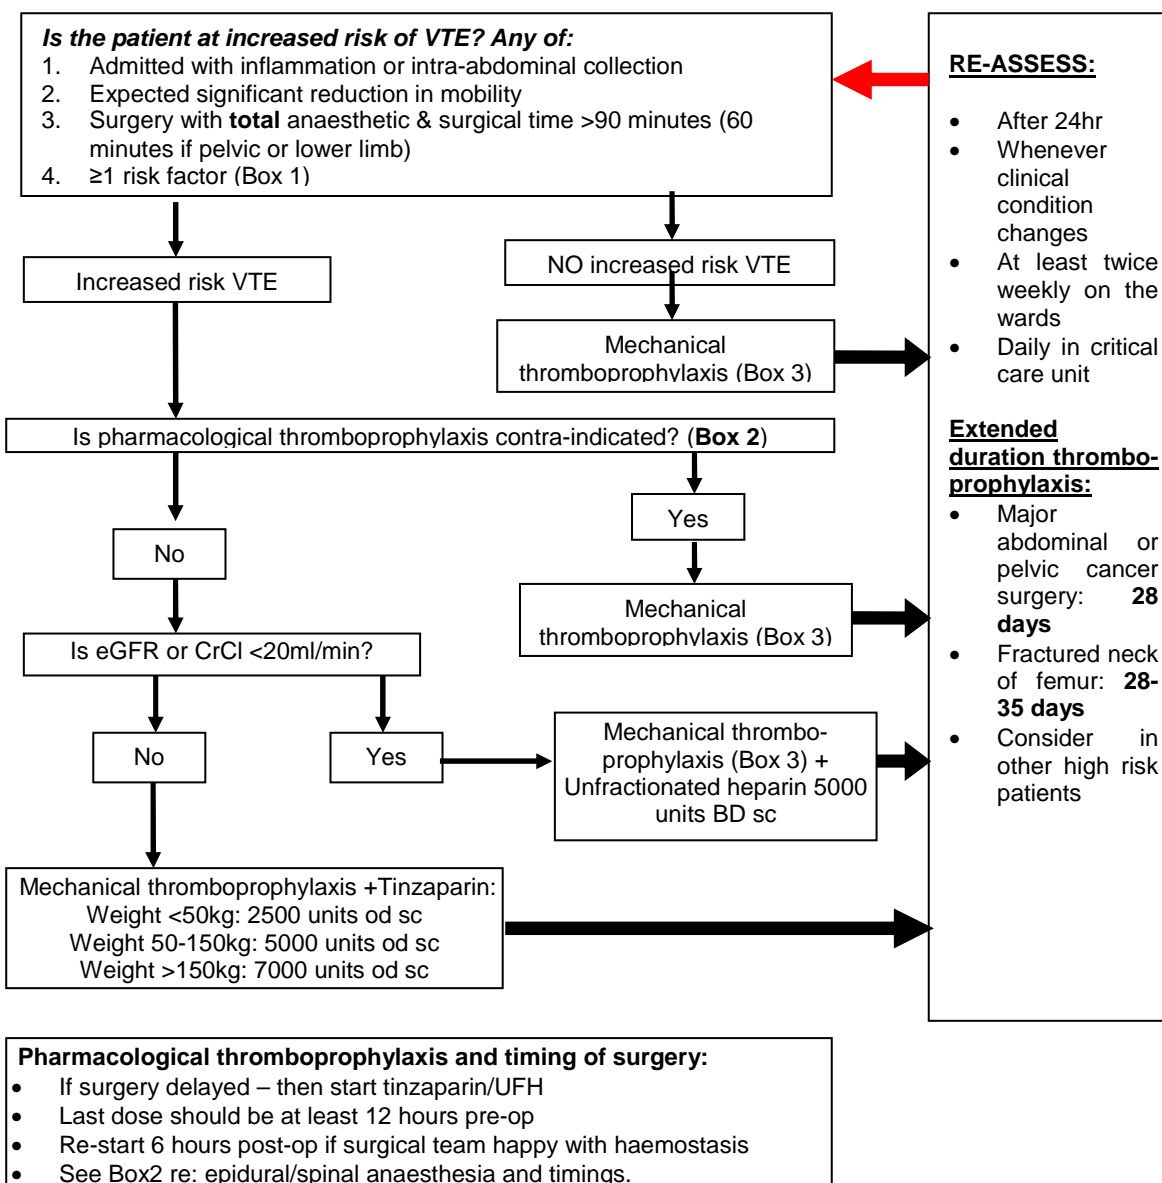 Is the patient at increased risk of VTE? Any of:
1. Admitted with inflammation or intra-abdominal collection
2. Expected significant reduction in mobility
3. Surgery with total anaesthetic & surgical time >90 minutes (60
minutes if pelvic or lower limb)
4. ≥1 risk factor (Box 1)
Increased risk VTE
NO increased risk VTE
Mechanical
thromboprophylaxis (Box 3)
Is pharmacological thromboprophylaxis contra-indicated? (Box 2)
No
Yes
Mechanical
thromboprophylaxis (Box 3)
Is eGFR or CrCl <20ml/min?
No
Yes
Mechanical thrombo-
prophylaxis (Box 3) +
Unfractionated heparin 5000
units BD sc
Mechanical thromboprophylaxis +Tinzaparin:
Weight <50kg: 2500 units od sc
Weight 50-150kg: 5000 units od sc
Weight >150kg: 7000 units od sc
RE-ASSESS:
• After 24hr
• Whenever
clinical
condition
changes
• At least twice
weekly on the
wards
• Daily in critical
care unit
Extended
duration thrombo-
prophylaxis:
• Major
abdominal or
pelvic cancer
surgery: 28
days
• Fractured neck
of femur: 28-
35 days
• Consider in
other high risk
patients
Pharmacological thromboprophylaxis and timing of surgery:
• If surgery delayed – then start tinzaparin/UFH
• Last dose should be at least 12 hours pre-op
• Re-start 6 hours post-op if surgical team happy with haemostasis
• See Box2 re: epidural/spinal anaesthesia and timings.